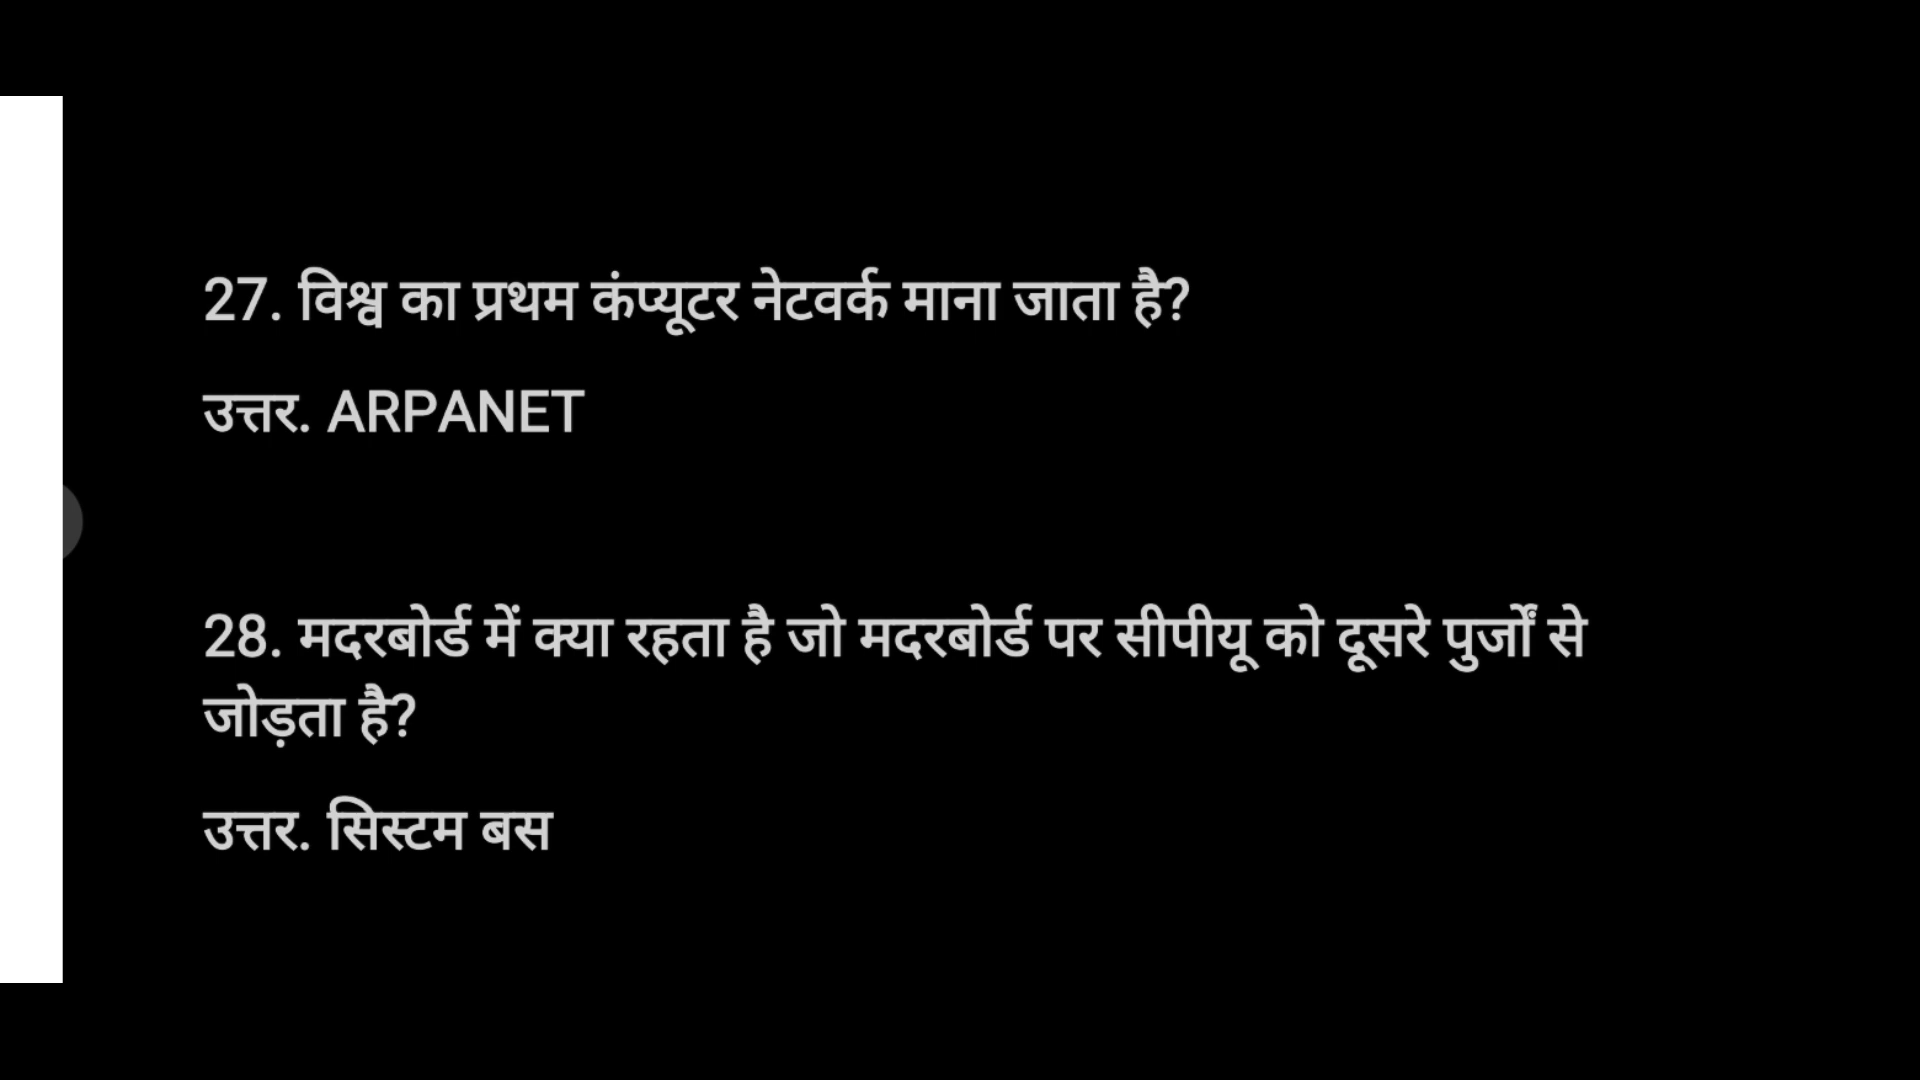 27. विश्व का प्रथम कंप्यूटर नेटवर्क माना जाता है?
उत्तर. ARPANET
28. मदरबोर्ड में क्या रहता है जो मदरबोर्ड पर सीपीयू को दूसरे पुर्जों से
जोड़ता है?
उत्तर. सिस्टम बस